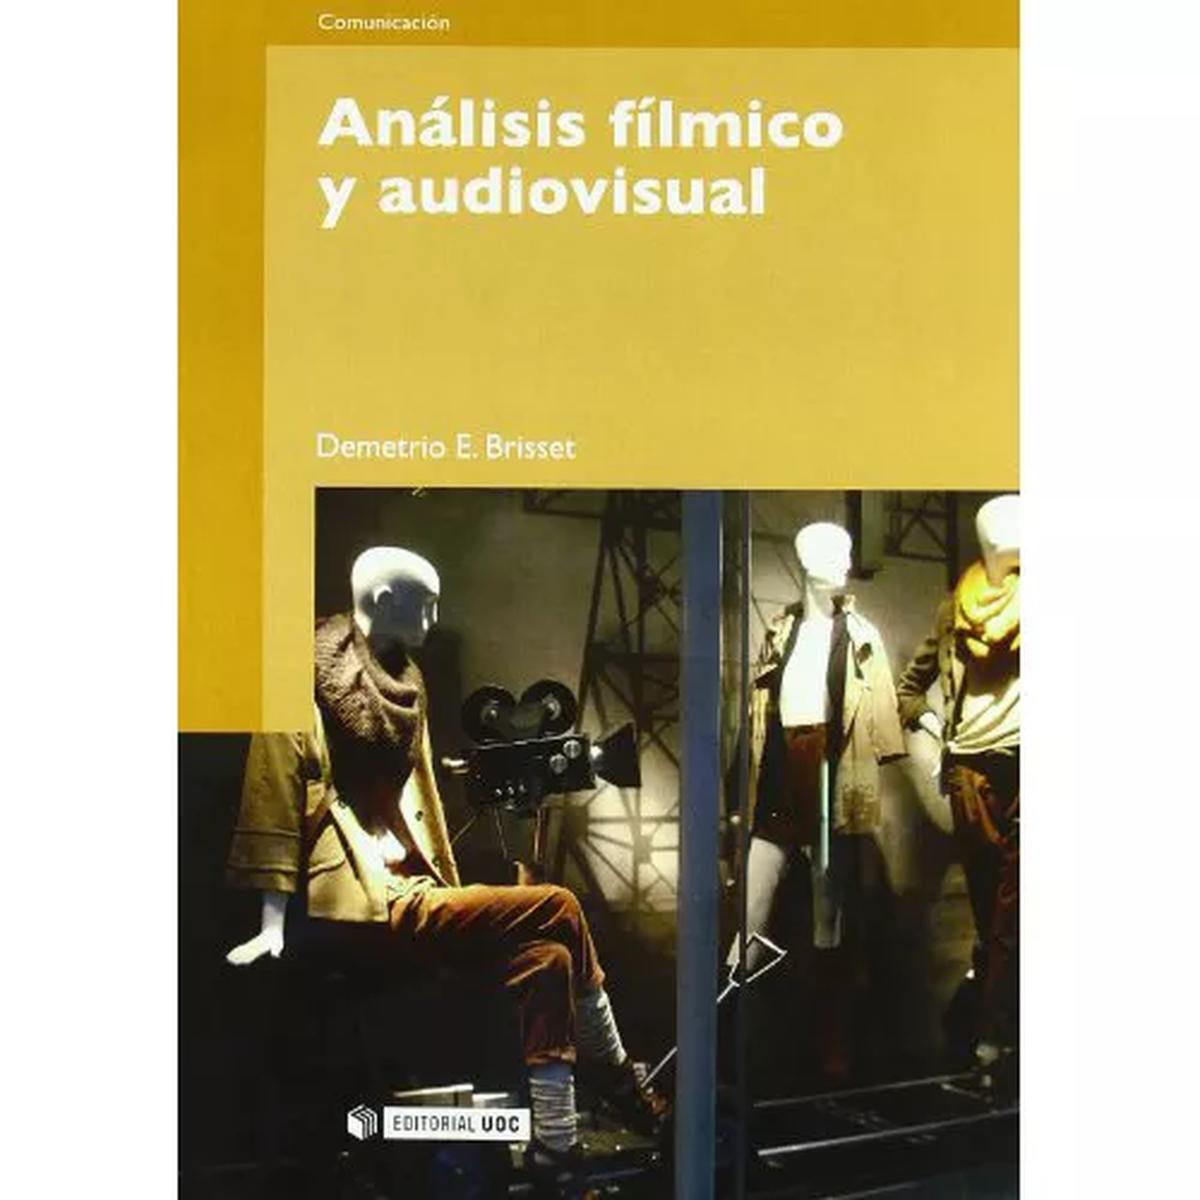 Comunicación
Análisis fílmico
y audiovisual
Demetrio E. Brisset
EDITORIAL UOC